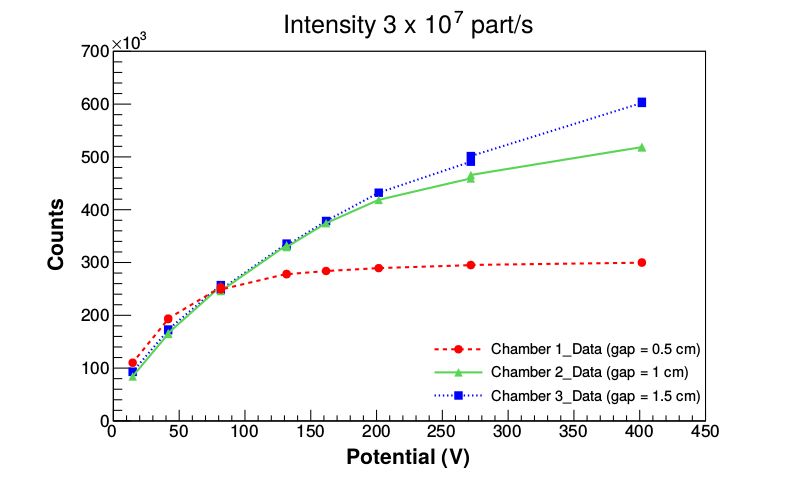 Intensity 3 x 10⁷ part/s
×10³
700
600
500
400
300
200
100
0
Counts
0 50 100 150 200 250 300 350 400 450
Potential (V)
Chamber 1_Data (gap = 0.5 cm)
Chamber 2_Data (gap = 1 cm)
Chamber 3_Data (gap = 1.5 cm)